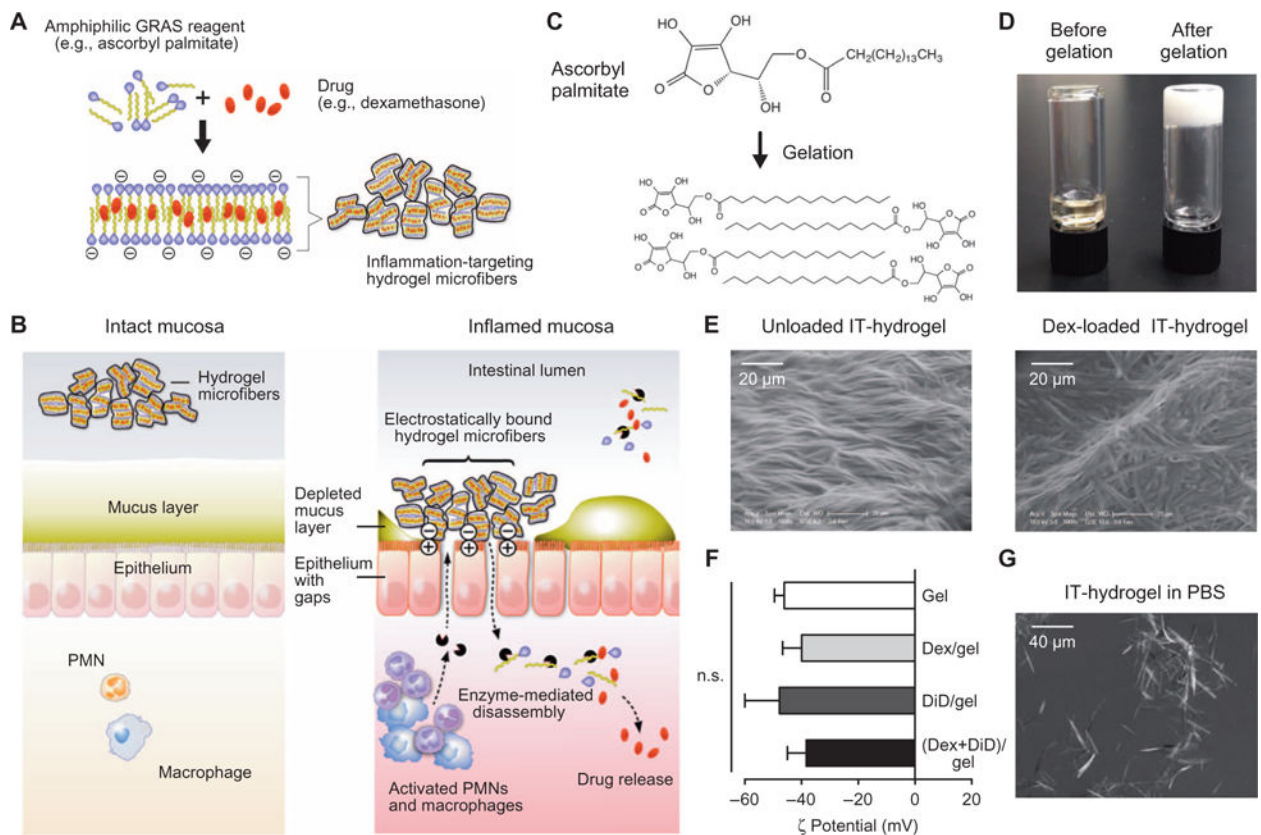 A
Amphiphilic GRAS reagent
(e.g., ascorbyl palmitate)
+
Drug
(e.g., dexamethasone)
Inflammation-targeting
hydrogel microfibers
B
Intact mucosa
Inflamed mucosa
Hydrogel
microfibers
Intestinal lumen
Electrostatically bound
hydrogel microfibers
Mucus layer
Depleted
mucus
layer
Epithelium
Epithelium
with
gaps
PMN
Macrophage
Enzyme-mediated
disassembly
Activated PMNs
and macrophages
Drug release
C
Ascorbyl
palmitate
HO
OH
O
O
O
OH
O
CH₂(CH₂)₁₃CH₃
Gelation
D
Before
gelation
After
gelation
E
Unloaded IT-hydrogel
Dex-loaded IT-hydrogel
20 µm
20 µm
F
n.s.
Gel
Dex/gel
DiD/gel
(Dex+DiD)/
gel
−60 −40 −20 0 20
ζ Potential (mV)
G
IT-hydrogel in PBS
40 µm